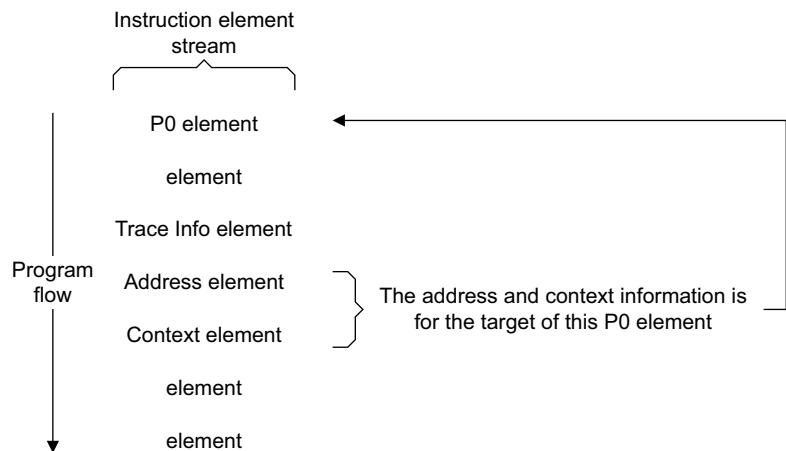 Instruction element
stream
P0 element
element
Trace Info element
Program
flow
Address element
Context element
The address and context information is
for the target of this P0 element
element
element